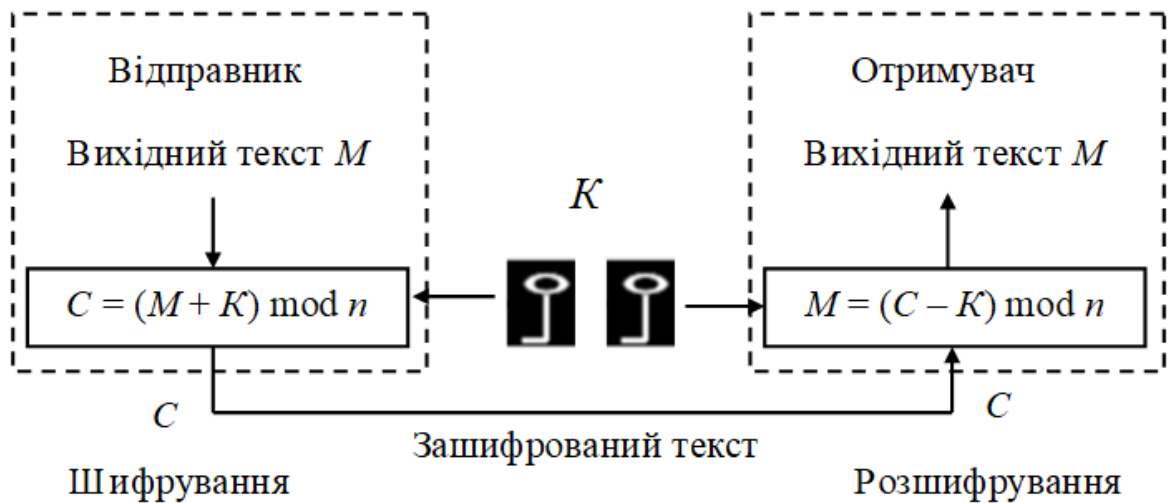 Відправник
Отримувач
Вихідний текст M
Вихідний текст M
K
C = (M + K) mod n
M = (C – K) mod n
C
C
Зашифрований текст
Шифрування
Розшифрування